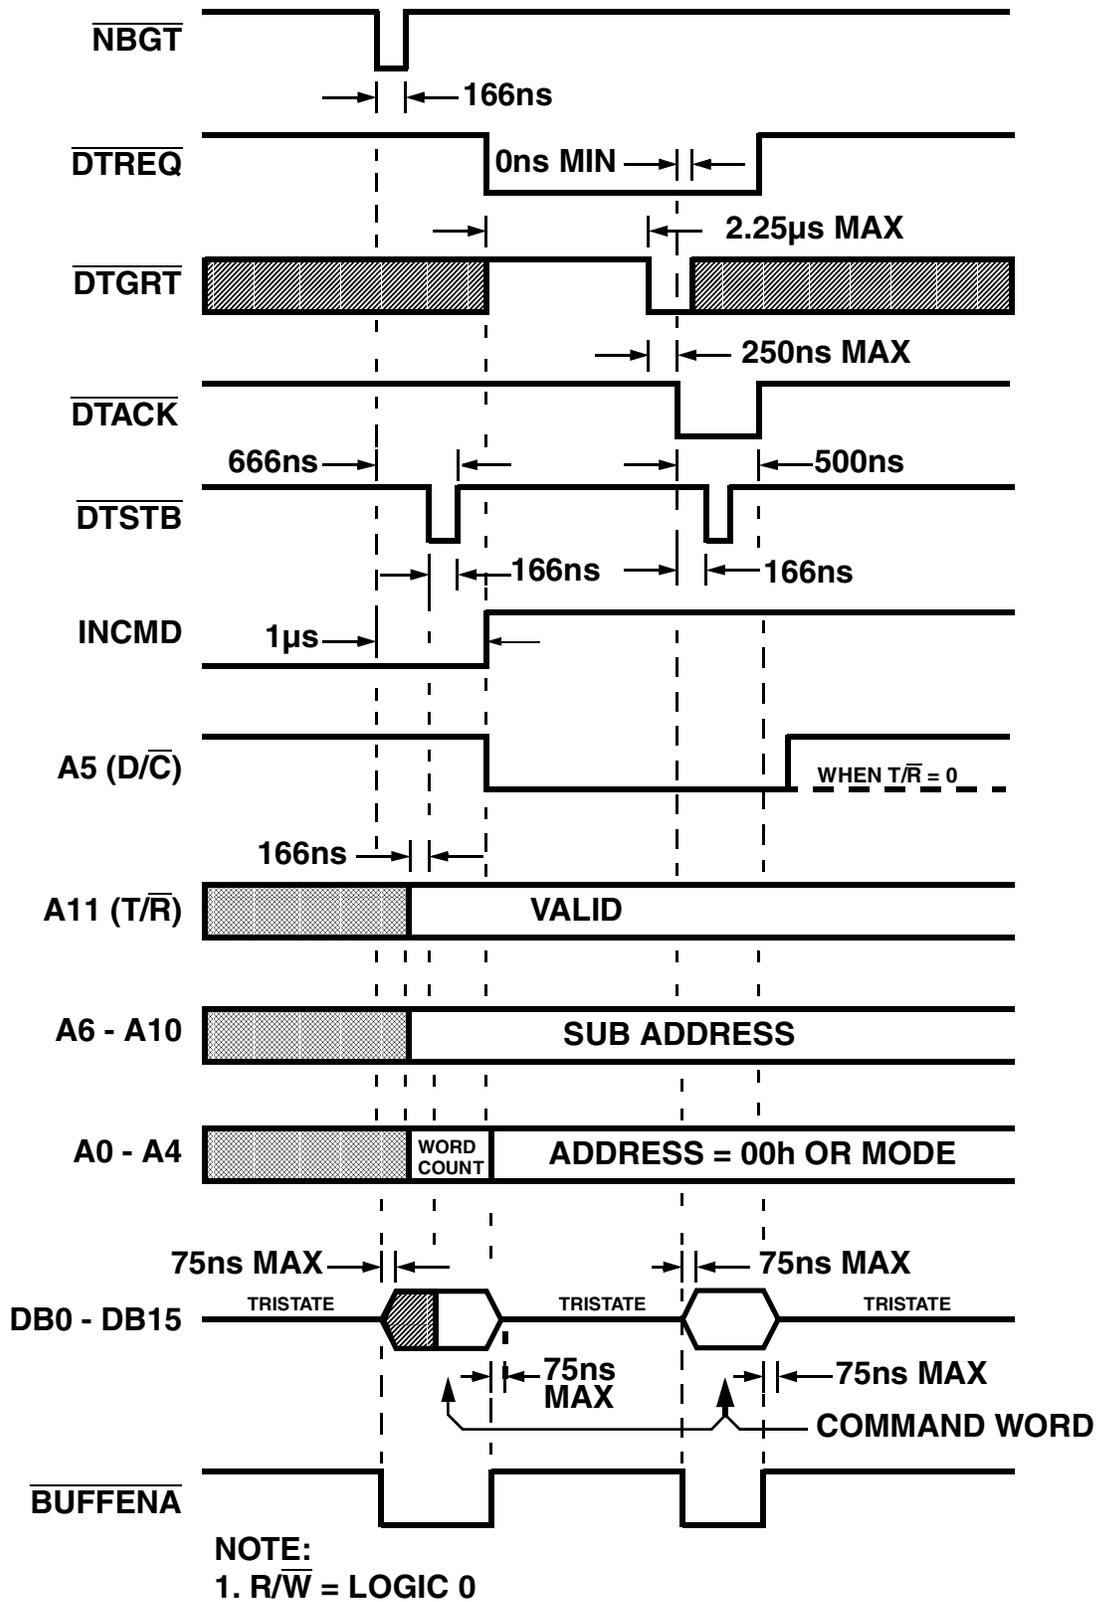 NBGT
166ns
DTREQ
0ns MIN
2.25µs MAX
DTGRT
250ns MAX
DTACK
666ns
500ns
DTSTB
166ns
166ns
INCMD
1µs
A5 (D/C)
WHEN T/R = 0
166ns
A11 (T/R)
VALID
A6 - A10
SUB ADDRESS
A0 - A4
WORD
COUNT
ADDRESS = 00h OR MODE
75ns MAX
75ns MAX
DB0 - DB15
TRISTATE
TRISTATE
TRISTATE
75ns
MAX
75ns MAX
COMMAND WORD
BUFFENA
NOTE:
1. R/W = LOGIC 0